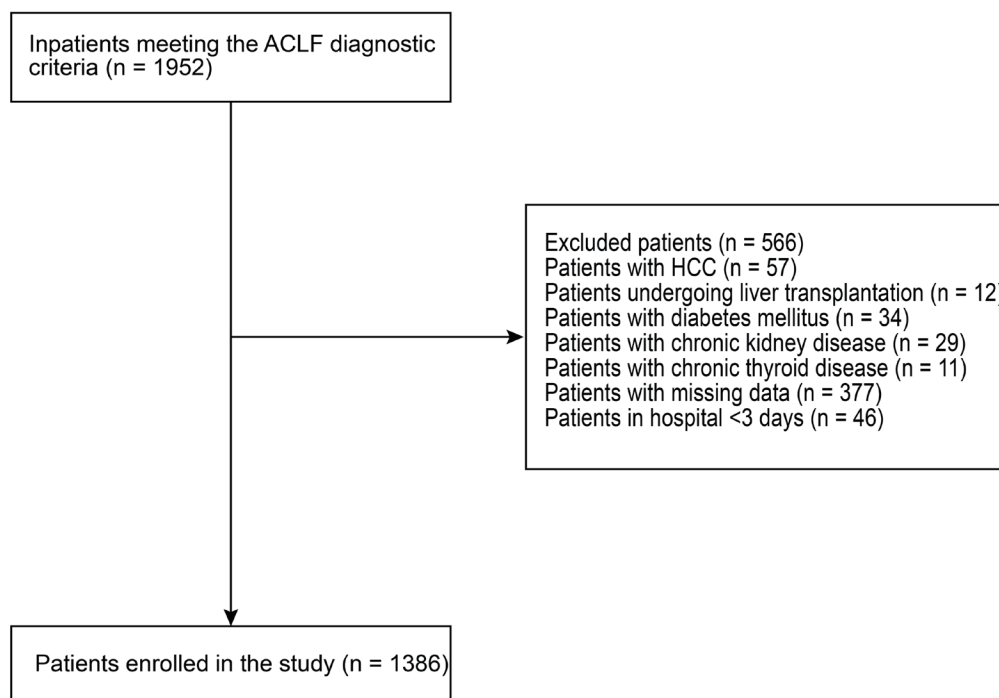 Inpatients meeting the ACLF diagnostic
criteria (n = 1952)
Excluded patients (n = 566)
Patients with HCC (n = 57)
Patients undergoing liver transplantation (n = 12)
Patients with diabetes mellitus (n = 34)
Patients with chronic kidney disease (n = 29)
Patients with chronic thyroid disease (n = 11)
Patients with missing data (n = 377)
Patients in hospital <3 days (n = 46)
Patients enrolled in the study (n = 1386)